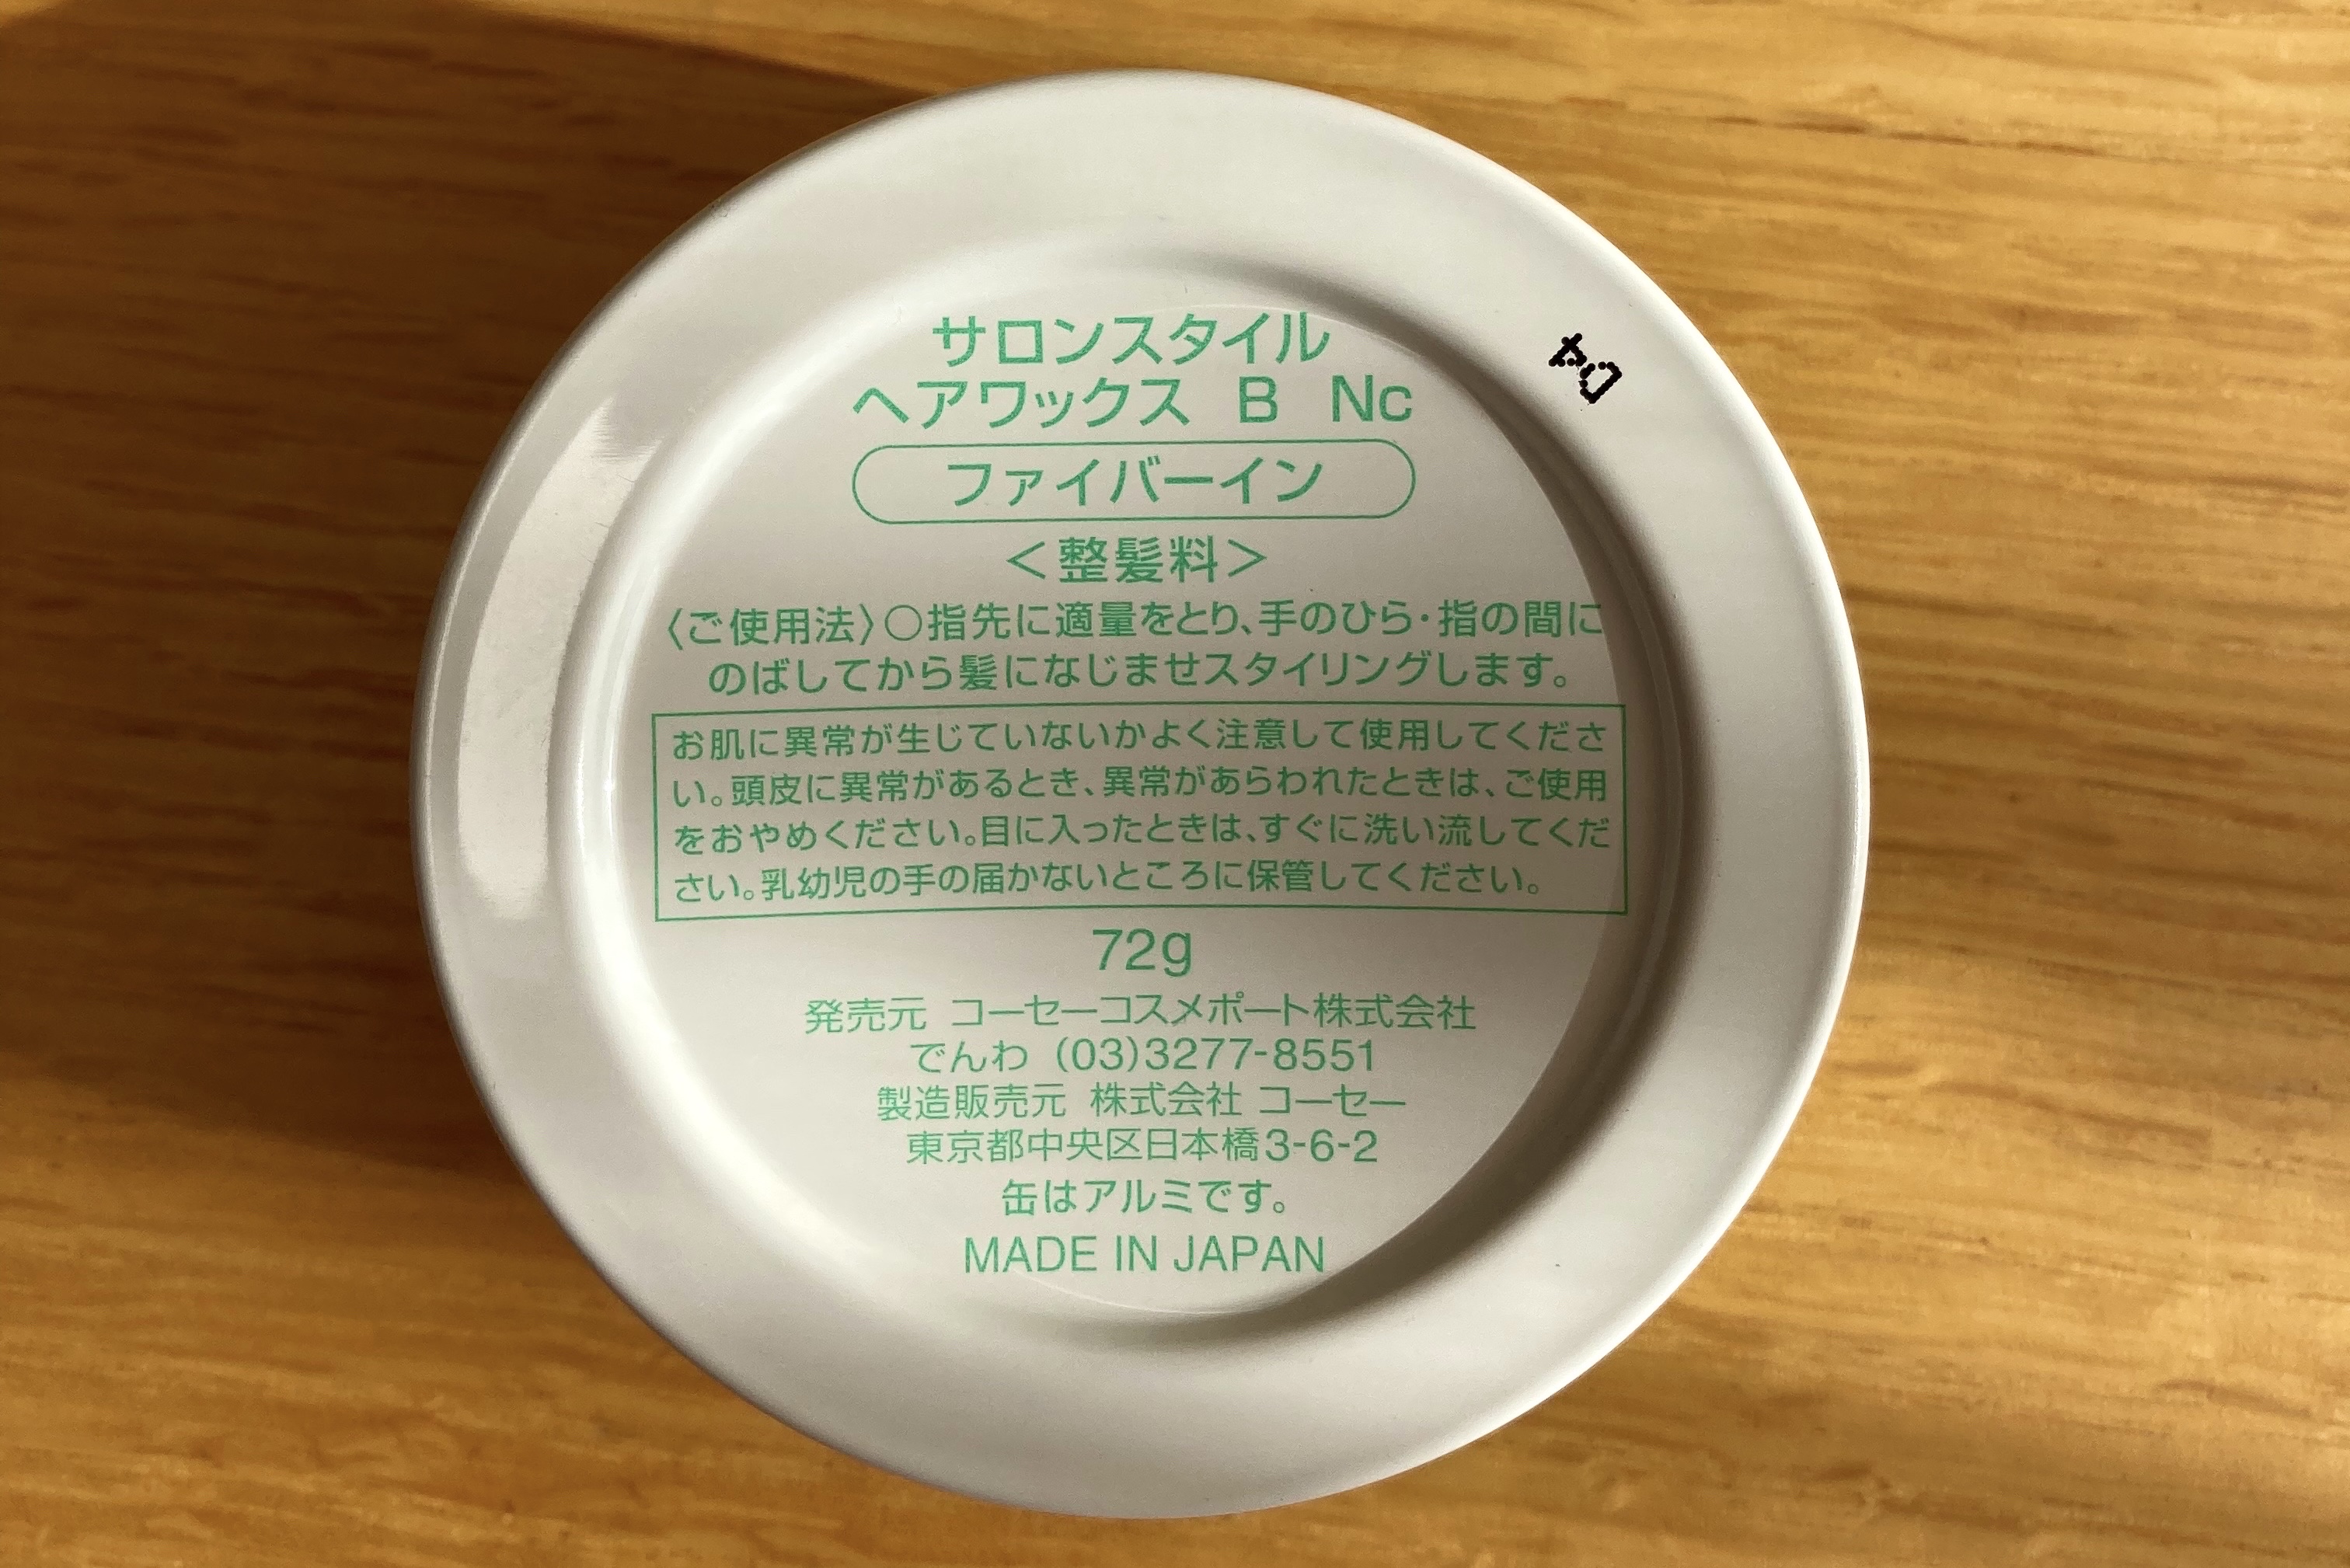 サロンスタイル
ヘアワックス B Nc
ファイバーイン
＜整髪料＞
〈ご使用法〉○指先に適量をとり、手のひら・指の間に
のばしてから髪になじませスタイリングします。
お肌に異常が生じていないかよく注意して使用してくださ
い。頭皮に異常があるとき、異常があらわれたときは、ご使用
をおやめください。目に入ったときは、すぐに洗い流してくだ
さい。乳幼児の手の届かないところに保管してください。
72g
発売元 コーセーコスメポート株式会社
でんわ (03)3277-8551
製造販売元 株式会社 コーセー
東京都中央区日本橋3-6-2
缶はアルミです。
MADE IN JAPAN